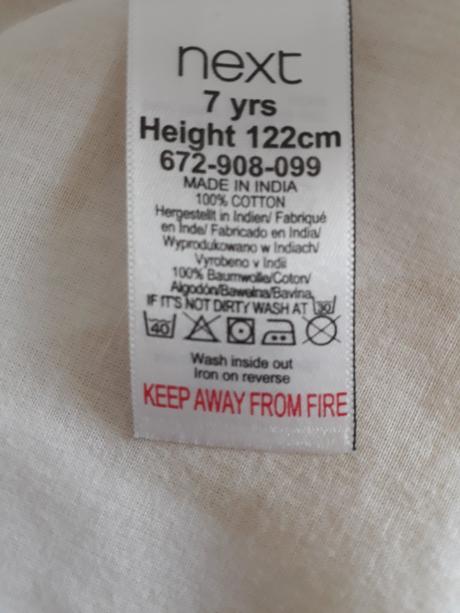 next
7 yrs
Height 122cm
672-908-099
MADE IN INDIA
100% COTTON
Hergestellt in Indien/ Fabriqué
en Inde/ Fabricado en India/
Wyprodukowano w Indiach/
Vyrobeno v Indii
100% Baumwolle/Coton/
Algodón/Bawełna/Bavlna
IF IT'S NOT DIRTY WASH AT 30
40
Wash inside out
Iron on reverse
KEEP AWAY FROM FIRE